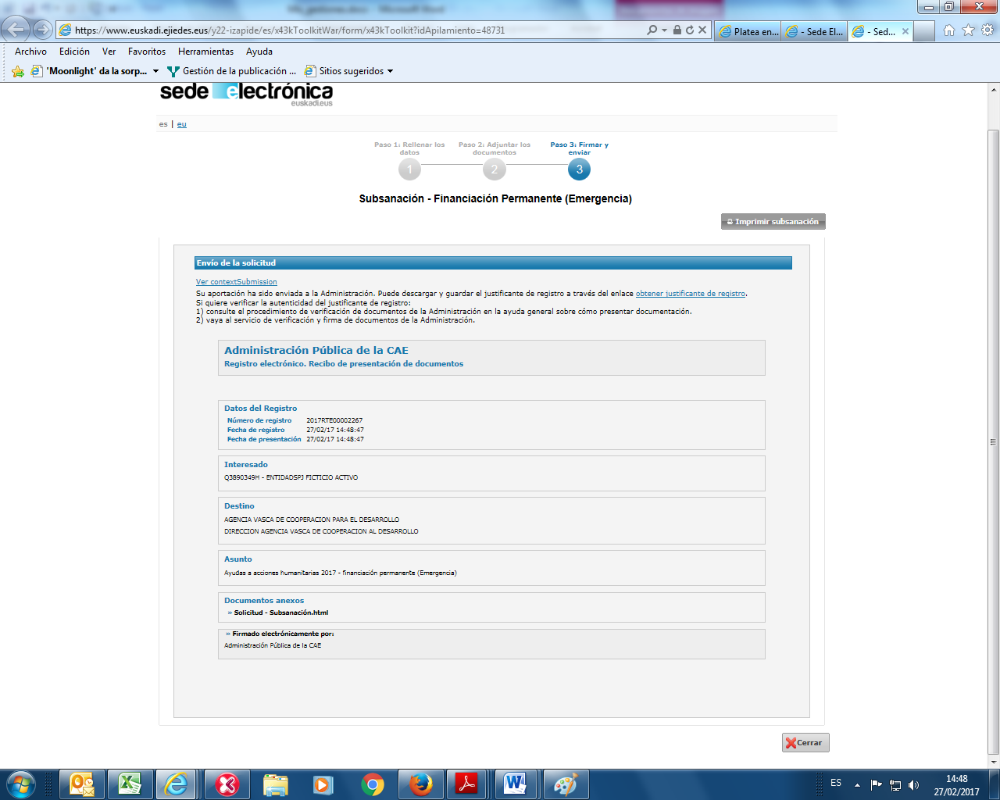 https://www.euskadi.ejiedes.eus/y22-izapide/es/x43kToolkitWar/form/x43kToolkit?idApilamiento=48731
Platea en...
- Sede El...
- Sed...
Archivo Edición Ver Favoritos Herramientas Ayuda
'Moonlight' da la sorp... Gestión de la publicación ... Sitios sugeridos
sede electrónica
euskadi.eus
es | eu
Paso 1: Rellenar los datos
Paso 2: Adjuntar los documentos
Paso 3: Firmar y enviar
1 2 3
Subsanación - Financiación Permanente (Emergencia)
Imprimir subsanación
Envío de la solicitud
Ver contextSubmission
Su aportación ha sido enviada a la Administración. Puede descargar y guardar el justificante de registro a través del enlace obtener justificante de registro.
Si quiere verificar la autenticidad del justificante de registro:
1) consulte el procedimiento de verificación de documentos de la Administración en la ayuda general sobre cómo presentar documentación.
2) vaya al servicio de verificación y firma de documentos de la Administración.
Administración Pública de la CAE
Registro electrónico. Recibo de presentación de documentos
Datos del Registro
Número de registro 2017RTE00002267
Fecha de registro 27/02/17 14:48:47
Fecha de presentación 27/02/17 14:48:47
Interesado
Q3890349H - ENTIDADSPJ FICTICIO ACTIVO
Destino
AGENCIA VASCA DE COOPERACION PARA EL DESARROLLO
DIRECCION AGENCIA VASCA DE COOPERACION AL DESARROLLO
Asunto
Ayudas a acciones humanitarias 2017 - financiación permanente (Emergencia)
Documentos anexos
» Solicitud - Subsanación.html
» Firmado electrónicamente por:
Administración Pública de la CAE
Cerrar
ES
14:48
27/02/2017